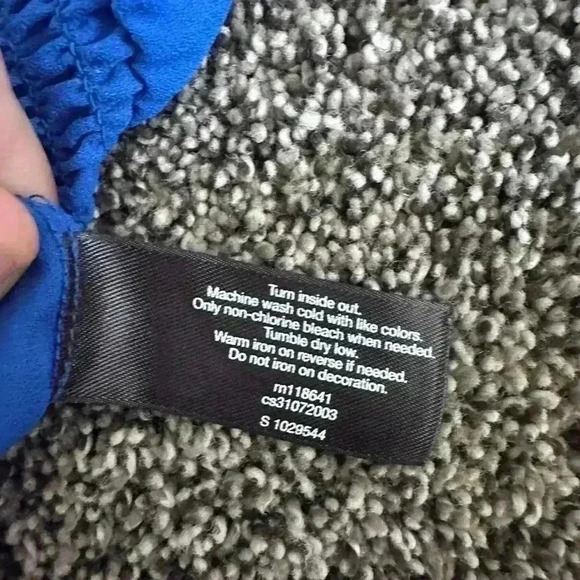 Turn inside out.
Machine wash cold with like colors.
Only non-chlorine bleach when needed.
Tumble dry low.
Warm iron on reverse if needed.
Do not iron on decoration.
m118641
cs31072003
S 1029544